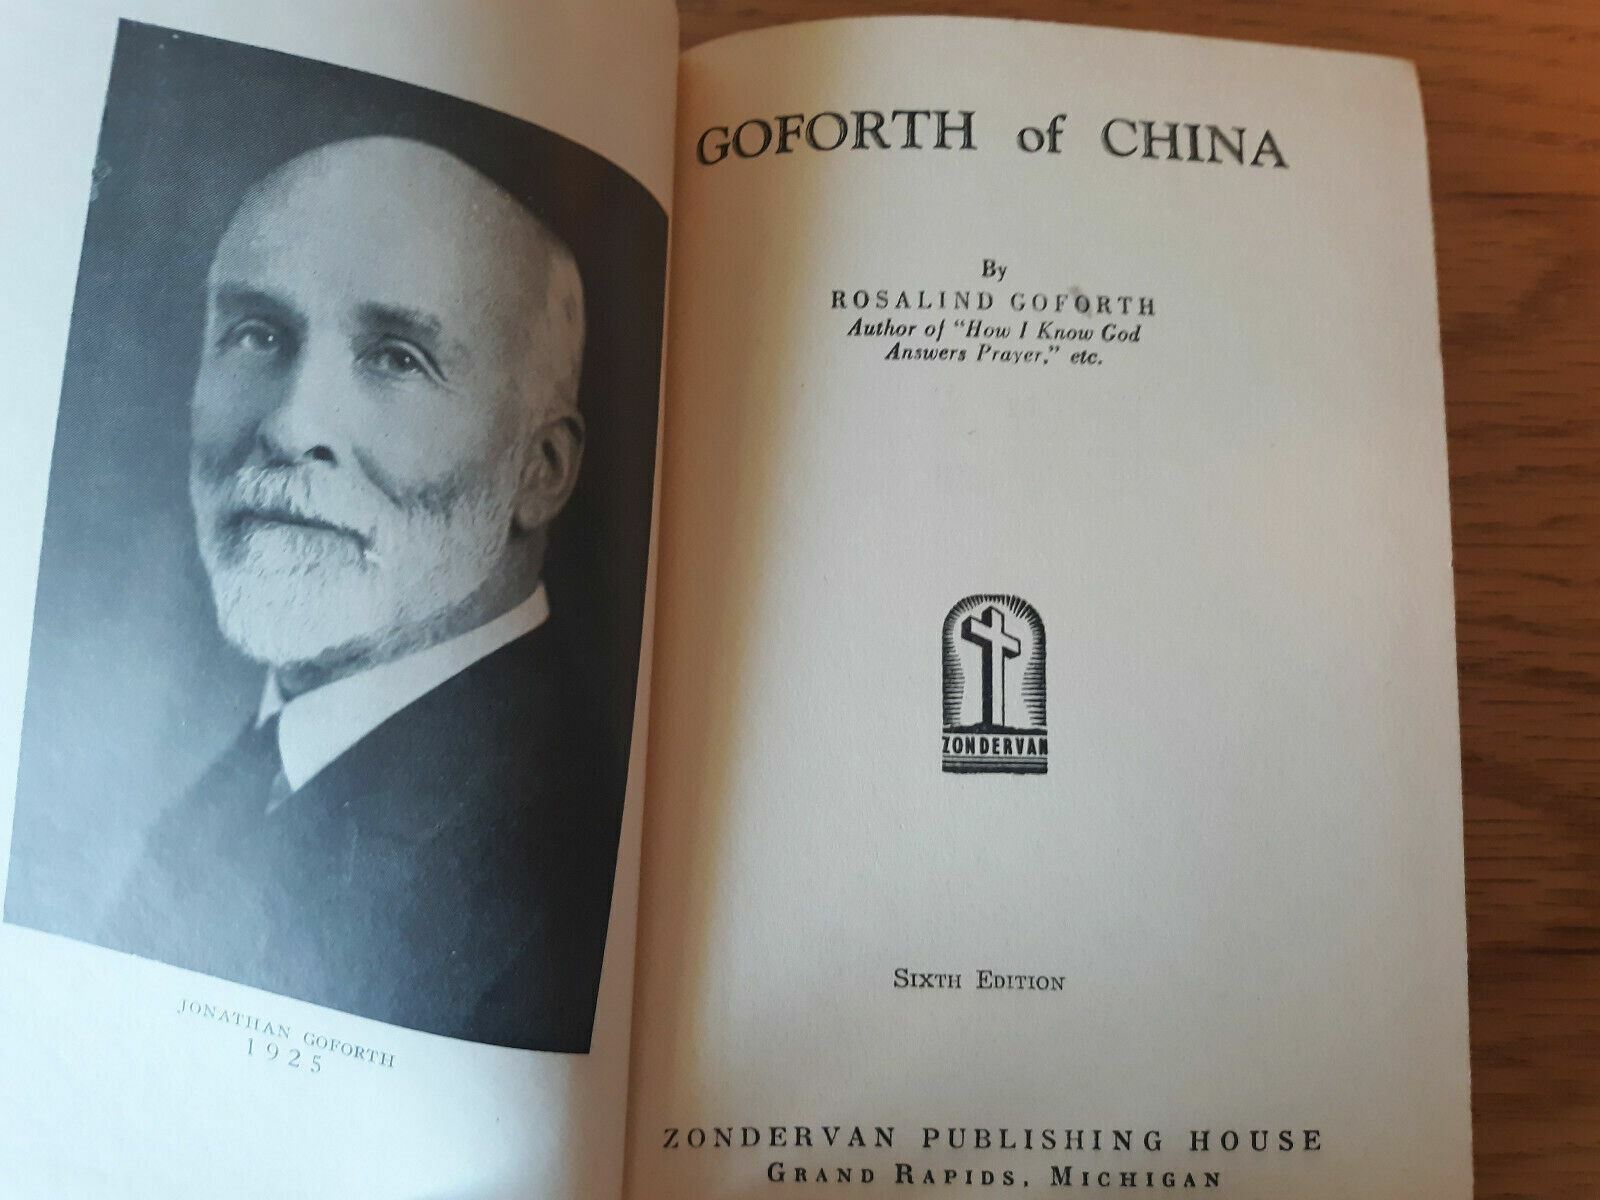 JONATHAN GOFORTH
1925
GOFORTH of CHINA
By
ROSALIND GOFORTH
Author of "How I Know God
Answers Prayer," etc.
ZONDERVAN
SIXTH EDITION
ZONDERVAN PUBLISHING HOUSE
GRAND RAPIDS, MICHIGAN